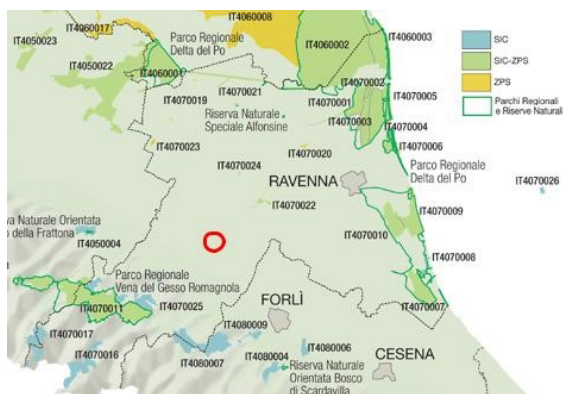 IT4060017
IT4050023
IT4050022
Parco Regionale
Delta del Po
IT4060008
IT4060002
IT4060003
IT4060001
IT4070019
IT4070021
Riserva Naturale
Speciale Alfonsine
IT4070023
IT4070024
IT4070020
IT4070001
IT4070002
IT4070003
IT4070005
IT4070004
IT4070006
Parco Regionale
Delta del Po
IT4070026
RAVENNA
IT4070022
IT4070009
IT4070010
IT4070008
IT4070007
va Naturale Orientata
o della Frattona
IT4050004
Parco Regionale
Vena del Gesso Romagnola
IT4070011
IT4070025
IT4070017
IT4070016
FORLÌ
IT4080009
IT4080007
IT4080004
IT4080006
Riserva Naturale
Orientata Bosco
di Scardavilla
CESENA
SIC
SIC-ZPS
ZPS
Parchi Regionali
e Riserve Naturali